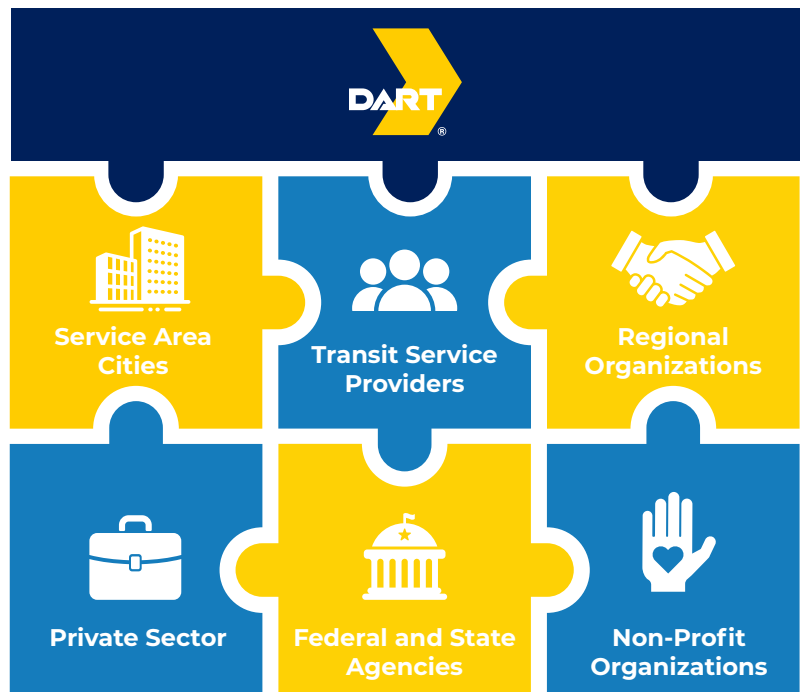 DART
®
Service Area
Cities
Transit Service
Providers
Regional
Organizations
Private Sector
Federal and State
Agencies
Non-Profit
Organizations